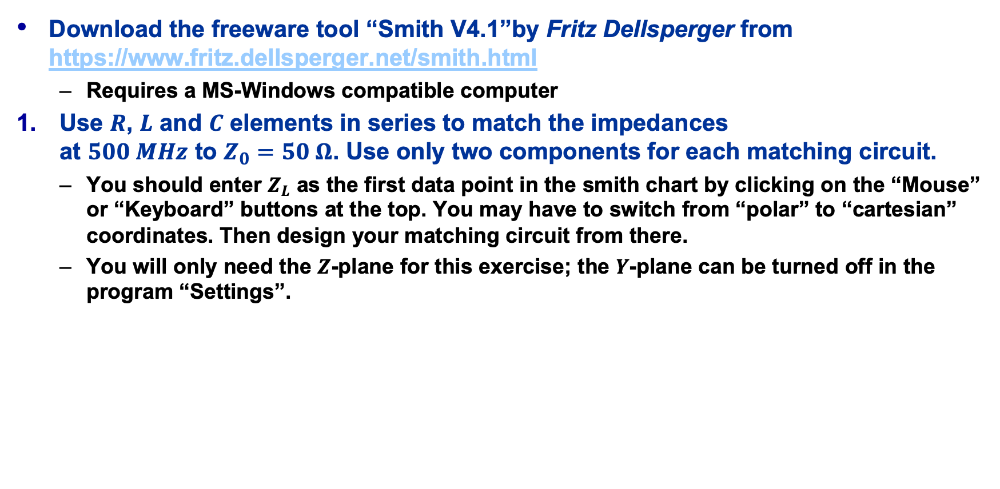 • Download the freeware tool “Smith V4.1”by Fritz Dellsperger from
https://www.fritz.dellsperger.net/smith.html
– Requires a MS-Windows compatible computer
1. Use R, L and C elements in series to match the impedances
at 500 MHz to Z₀ = 50 Ω. Use only two components for each matching circuit.
– You should enter Z_L as the first data point in the smith chart by clicking on the “Mouse”
or “Keyboard” buttons at the top. You may have to switch from “polar” to “cartesian”
coordinates. Then design your matching circuit from there.
– You will only need the Z-plane for this exercise; the Y-plane can be turned off in the
program “Settings”.